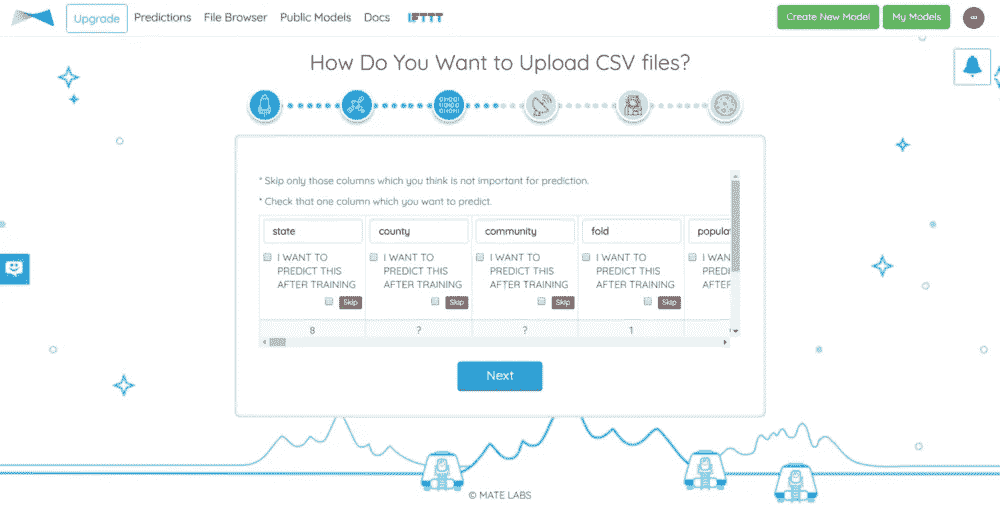 Upgrade Predictions File Browser Public Models Docs IFTTT Create New Model My Models
How Do You Want to Upload CSV files?
* Skip only those columns which you think is not important for prediction.
* Check that one column which you want to predict.
state county community fold populat
I WANT TO I WANT TO I WANT TO I WANT TO I WAN
PREDICT THIS PREDICT THIS PREDICT THIS PREDICT THIS PREDI
AFTER TRAINING AFTER TRAINING AFTER TRAINING AFTER TRAINING AFTER
Skip Skip Skip Skip
8 ? ? 1
Next
© MATE LABS